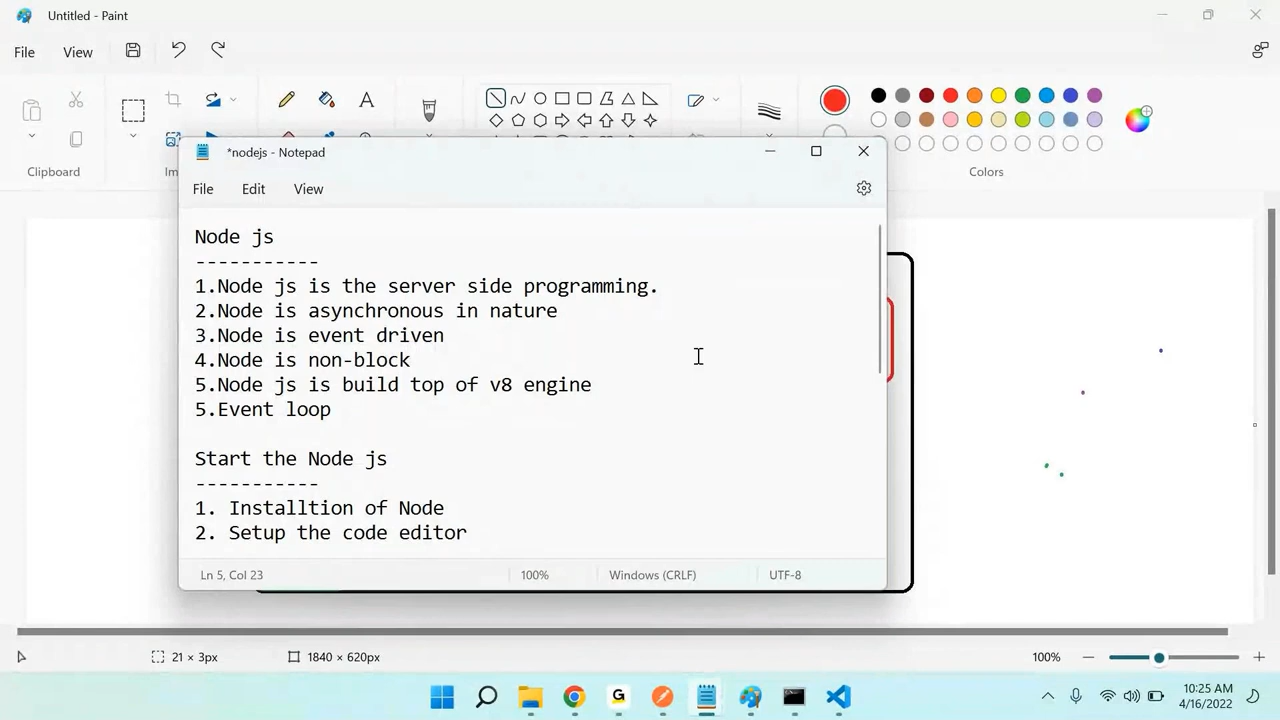 Untitled - Paint
File View
Clipboard
Im
Colors
*nodejs - Notepad
File Edit View
Node js
-----------
1.Node js is the server side programming.
2.Node is asynchronous in nature
3.Node is event driven
4.Node is non-block
5.Node js is build top of v8 engine
5.Event loop
Start the Node js
-----------
1. Installtion of Node
2. Setup the code editor
Ln 5, Col 23 100% Windows (CRLF) UTF-8
21 × 3px 1840 × 620px 100%
G
10:25 AM
4/16/2022